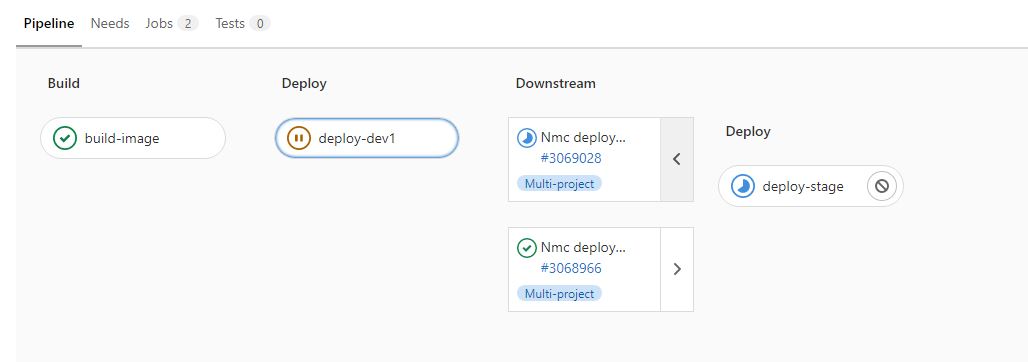 Pipeline Needs Jobs 2 Tests 0
Build
build-image
Deploy
deploy-dev1
Downstream
Nmc deploy...
#3069028
Multi-project
Nmc deploy...
#3068966
Multi-project
Deploy
deploy-stage